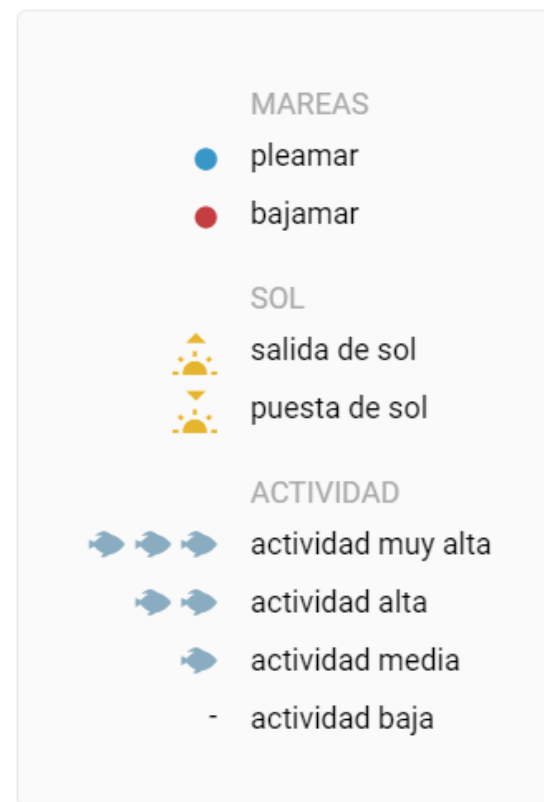 MAREAS
pleamar
bajamar
SOL
salida de sol
puesta de sol
ACTIVIDAD
actividad muy alta
actividad alta
actividad media
- actividad baja